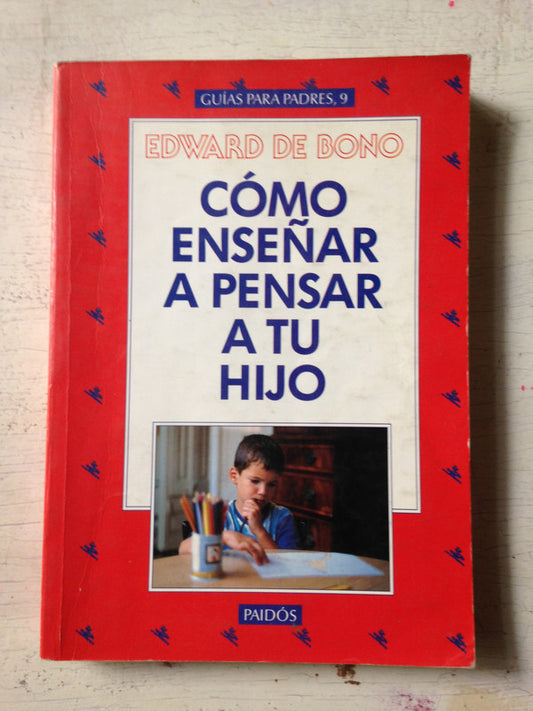 GUÍAS PARA PADRES, 9
EDWARD DE BONO
CÓMO
ENSEÑAR
A PENSAR
A TU
HIJO
PAIDÓS